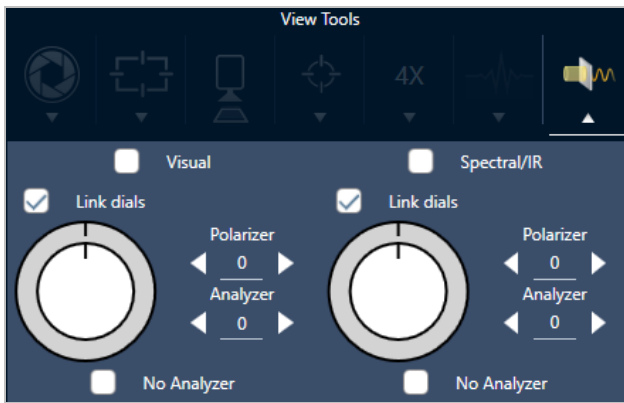 View Tools
4X
Visual
Spectral/IR
Link dials
Link dials
Polarizer
0
Analyzer
0
Polarizer
0
Analyzer
0
No Analyzer
No Analyzer